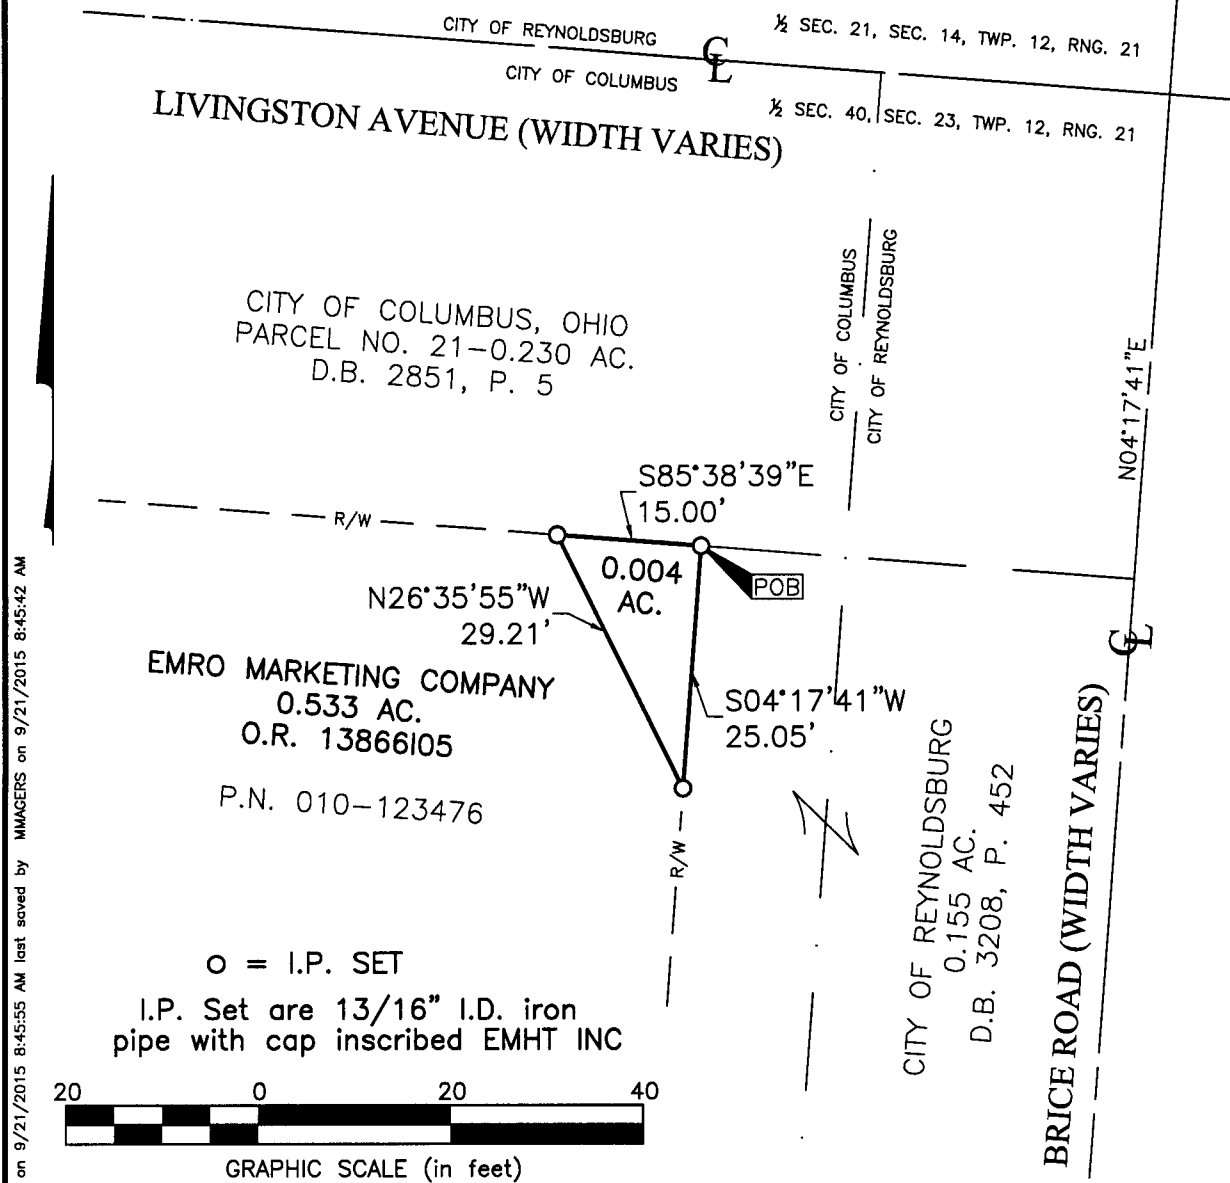 CITY OF REYNOLDSBURG
½ SEC. 21, SEC. 14, TWP. 12, RNG. 21
CL
CITY OF COLUMBUS
½ SEC. 40, SEC. 23, TWP. 12, RNG. 21
LIVINGSTON AVENUE (WIDTH VARIES)
CITY OF COLUMBUS
CITY OF REYNOLDSBURG
CITY OF COLUMBUS, OHIO
PARCEL NO. 21-0.230 AC.
D.B. 2851, P. 5
N04°17'41"E
S85°38'39"E
15.00'
R/W
0.004
AC.
POB
N26°35'55"W
29.21'
CL
EMRO MARKETING COMPANY
0.533 AC.
O.R. 13866I05
S04°17'41"W
25.05'
P.N. 010-123476
R/W
CITY OF REYNOLDSBURG
0.155 AC.
D.B. 3208, P. 452
BRICE ROAD (WIDTH VARIES)
O = I.P. SET
I.P. Set are 13/16" I.D. iron
pipe with cap inscribed EMHT INC
20 0 20 40
GRAPHIC SCALE (in feet)
on 9/21/2015 8:45:55 AM last saved by MMAGERS on 9/21/2015 8:45:42 AM